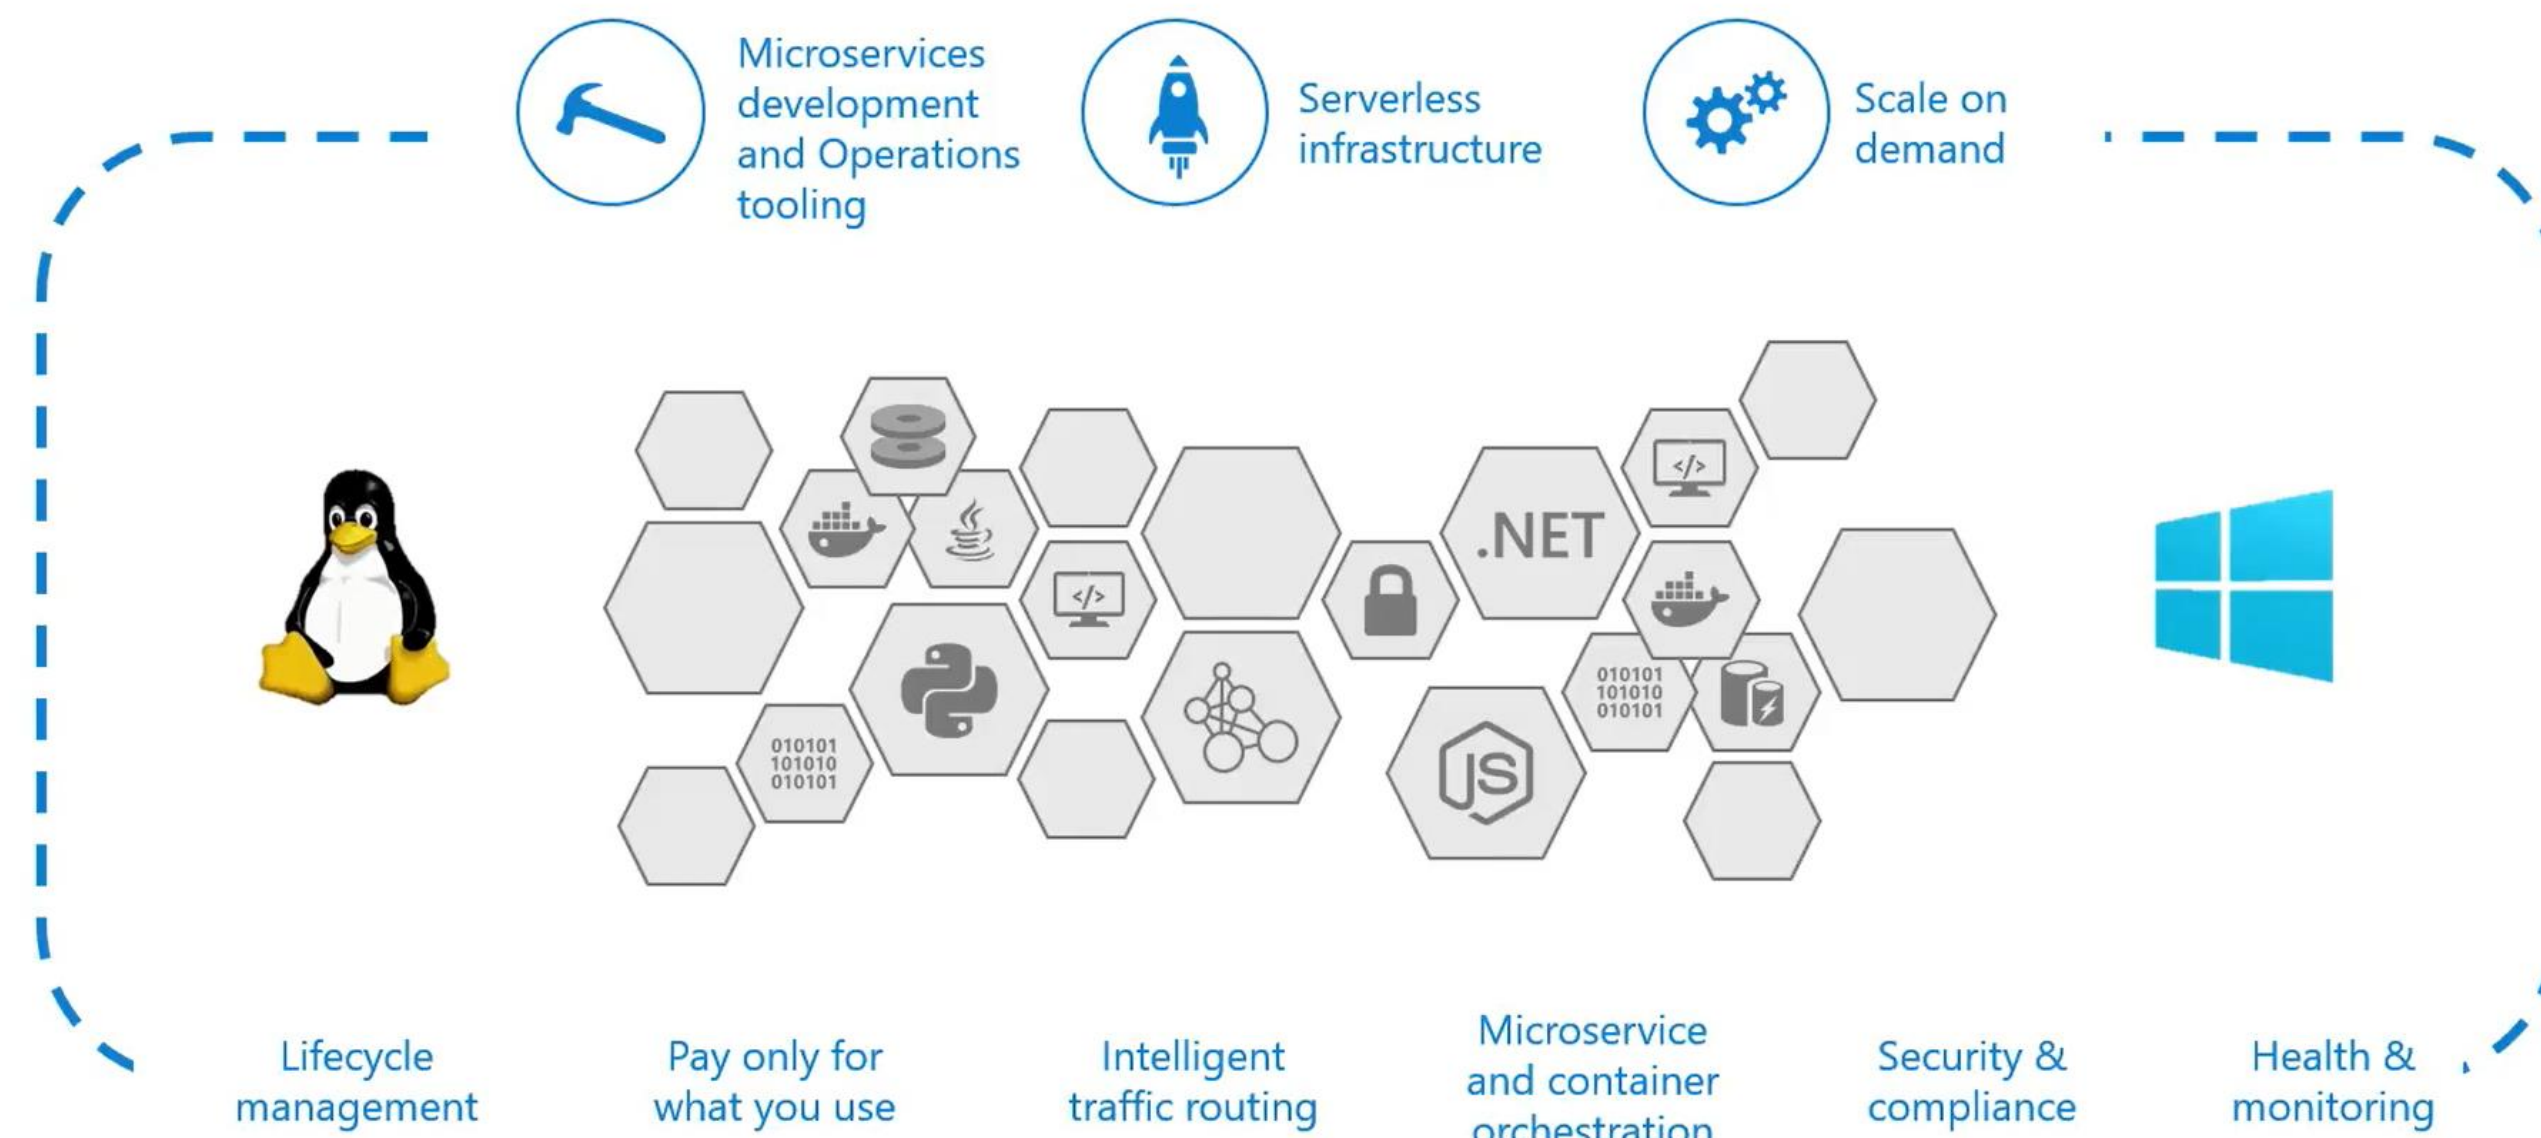 Microservices
development
and Operations
tooling
Serverless
infrastructure
Scale on
demand
</>
.NET
</>
010101
101010
010101
JS
010101
101010
010101
Lifecycle
management
Pay only for
what you use
Intelligent
traffic routing
Microservice
and container
orchestration
Security &
compliance
Health &
monitoring